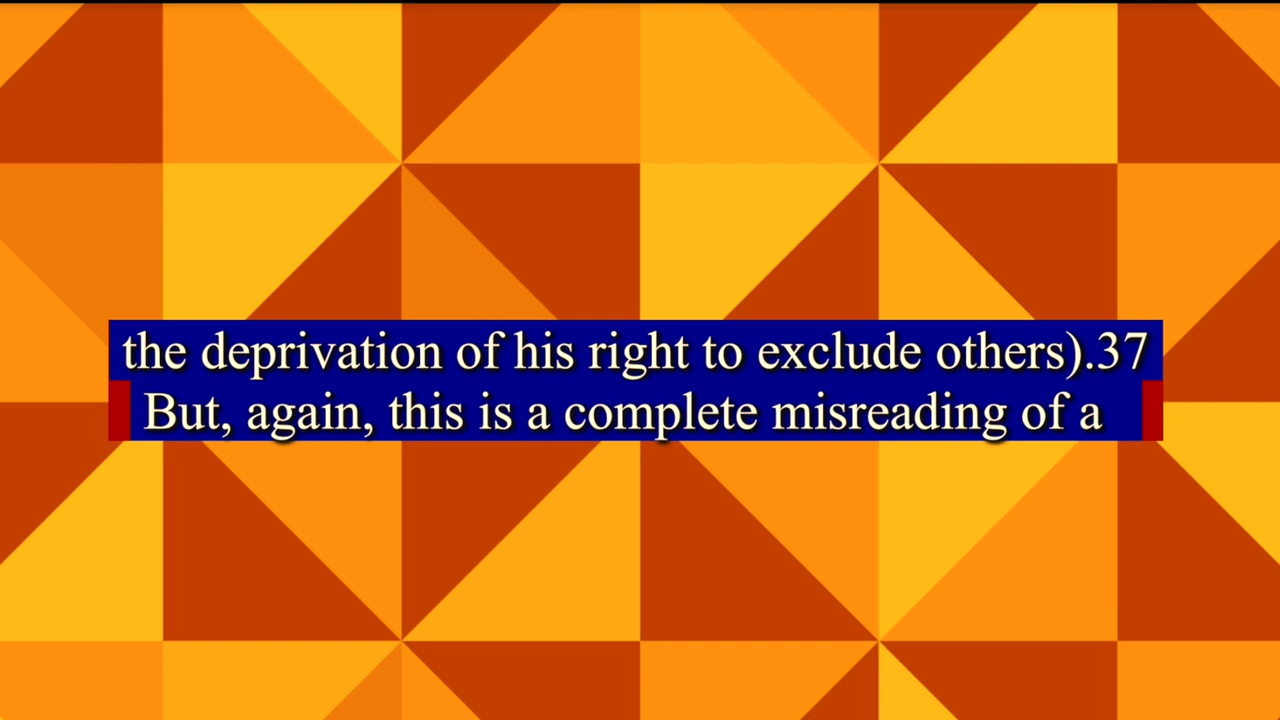 the deprivation of his right to exclude others).37
But, again, this is a complete misreading of a